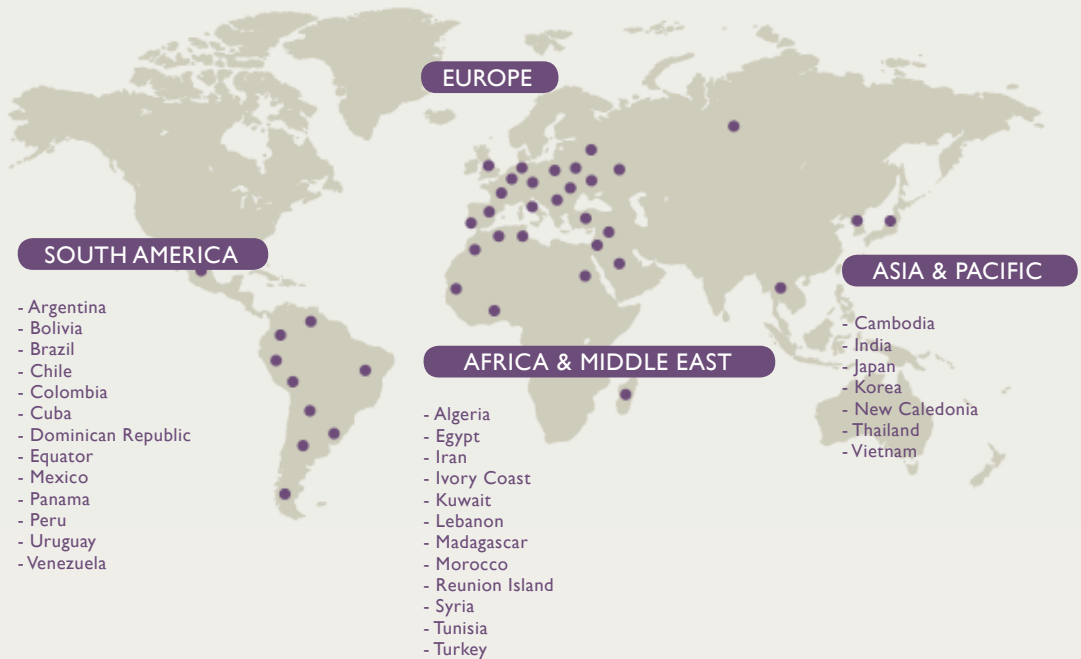 EUROPE
SOUTH AMERICA
- Argentina
- Bolivia
- Brazil
- Chile
- Colombia
- Cuba
- Dominican Republic
- Equator
- Mexico
- Panama
- Peru
- Uruguay
- Venezuela
AFRICA & MIDDLE EAST
- Algeria
- Egypt
- Iran
- Ivory Coast
- Kuwait
- Lebanon
- Madagascar
- Morocco
- Reunion Island
- Syria
- Tunisia
- Turkey
ASIA & PACIFIC
- Cambodia
- India
- Japan
- Korea
- New Caledonia
- Thailand
- Vietnam